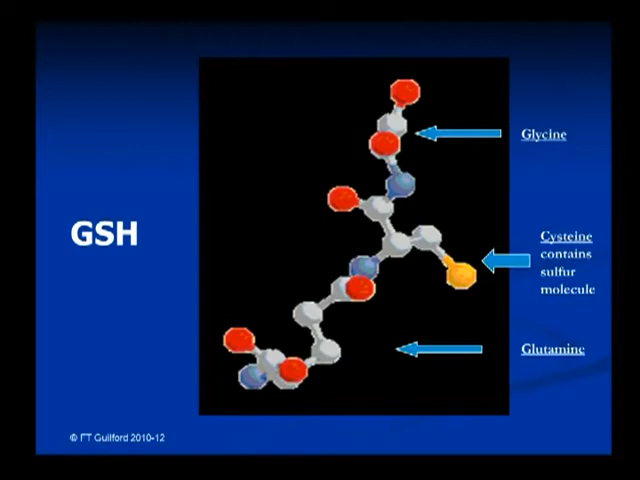 Glycine
GSH
Cysteine
contains
sulfur
molecule
Glutamine
© FT Guilford 2010-12